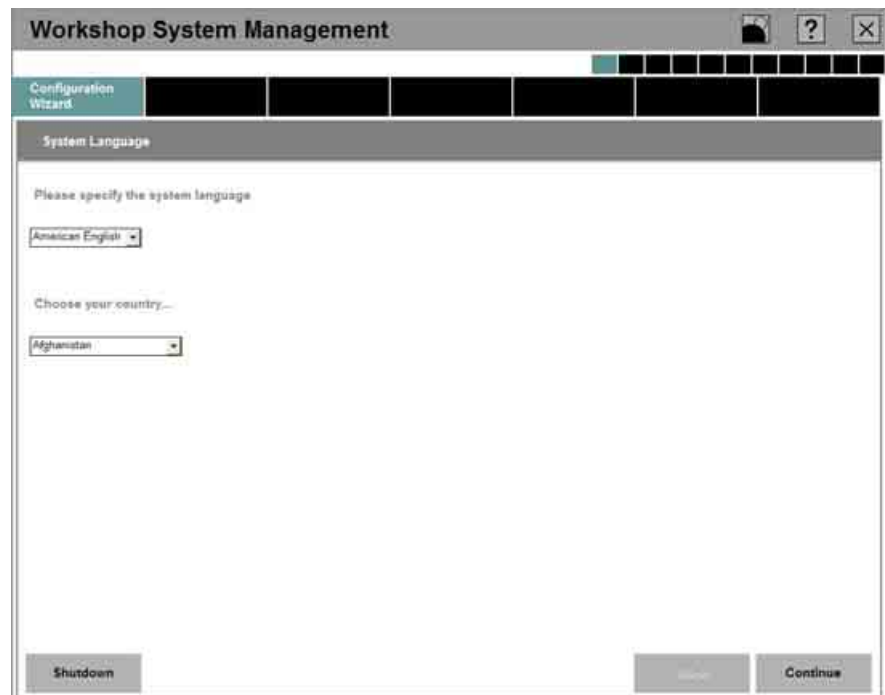 Workshop System Management
?
Configuration
Wizard
System Language
Please specify the system language
American English
Choose your country...
Afghanistan
Shutdown
Continue